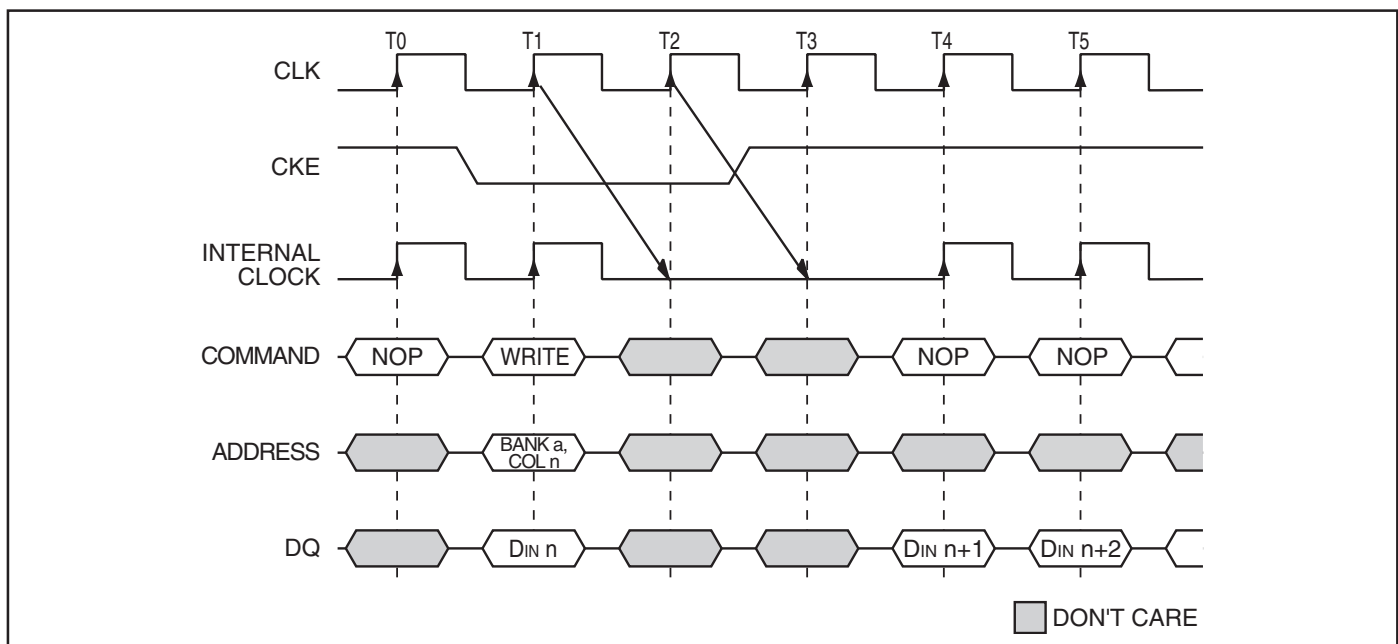 T0 T1 T2 T3 T4 T5
CLK
CKE
INTERNAL
CLOCK
COMMAND NOP WRITE NOP NOP
ADDRESS BANK a,
COL n
DQ DIN n DIN n+1 DIN n+2
DON'T CARE